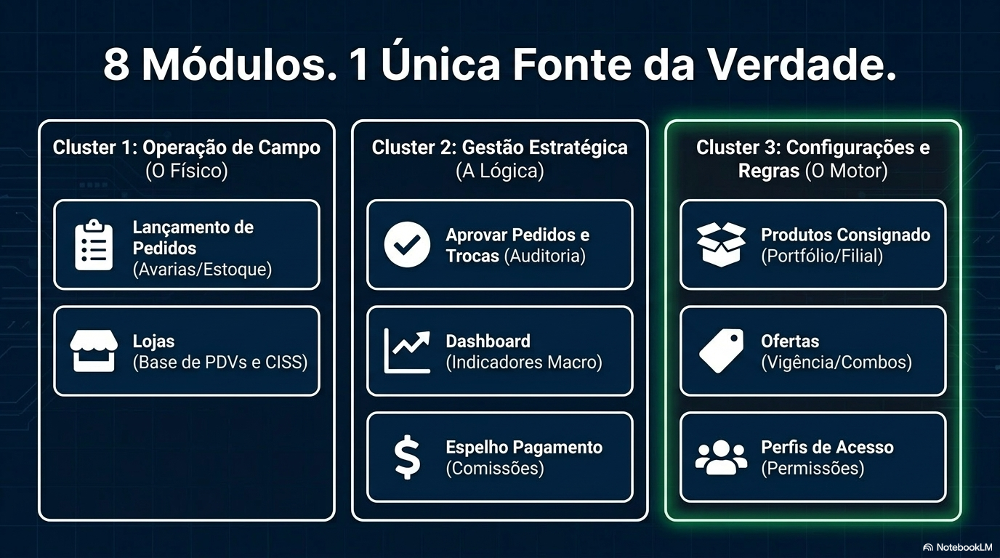 8 Módulos. 1 Única Fonte da Verdade.
Cluster 1: Operação de Campo
(O Físico)
Lançamento de
Pedidos
(Avarias/Estoque)
Lojas
(Base de PDVs e CISS)
Cluster 2: Gestão Estratégica
(A Lógica)
Aprovar Pedidos e
Trocas (Auditoria)
Dashboard
(Indicadores Macro)
Espelho Pagamento
(Comissões)
Cluster 3: Configurações e
Regras (O Motor)
Produtos Consignado
(Portfólio/Filial)
Ofertas
(Vigência/Combos)
Perfis de Acesso
(Permissões)
NotebookLM